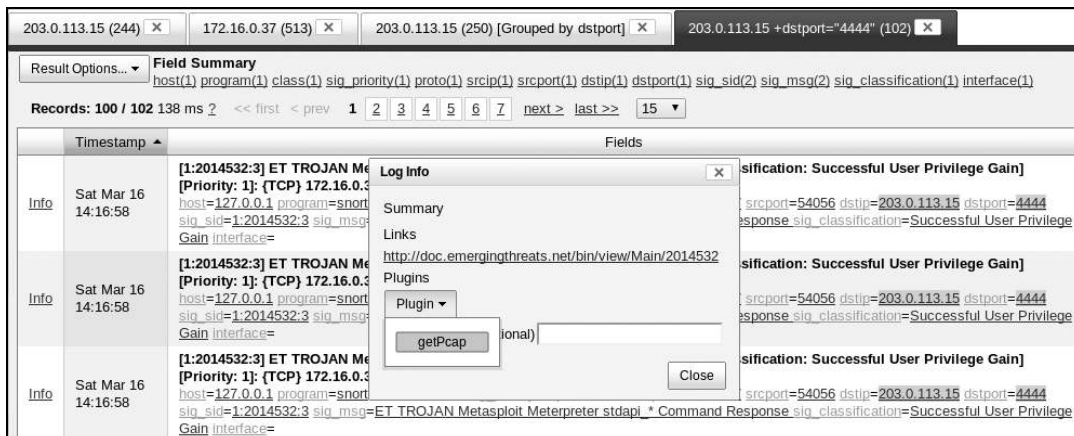 203.0.113.15 (244)
172.16.0.37 (513)
203.0.113.15 (250) [Grouped by dstport]
203.0.113.15 +dstport="4444" (102)
Result Options...
Field Summary
host(1) program(1) class(1) sig_priority(1) proto(1) srcip(1) srcport(1) dstip(1) dstport(1) sig_sid(2) sig_msg(2) sig_classification(1) interface(1)
Records: 100 / 102 138 ms ? << first < prev 1 2 3 4 5 6 7 next > last >> 15
Timestamp Fields
Info
Sat Mar 16
14:16:58
[1:2014532:3] ET TROJAN sification: Successful User Privilege Gain]
[Priority: 1]: {TCP} 172.16.0.3
host=127.0.0.1 program=snort srcport=54056 dstip=203.0.113.15 dstport=4444
sig_sid=1:2014532:3 sig_msg= sponse sig_classification=Successful User Privilege
Gain interface=
Info
Sat Mar 16
14:16:58
[1:2014532:3] ET TROJAN sification: Successful User Privilege Gain]
[Priority: 1]: {TCP} 172.16.0.3
host=127.0.0.1 program=snort srcport=54056 dstip=203.0.113.15 dstport=4444
sig_sid=1:2014532:3 sig_msg= sponse sig_classification=Successful User Privilege
Gain interface=
Info
Sat Mar 16
14:16:58
[1:2014532:3] ET TROJAN sification: Successful User Privilege Gain]
[Priority: 1]: {TCP} 172.16.0.3
host=127.0.0.1 program=snort srcport=54056 dstip=203.0.113.15 dstport=4444
sig_sid=1:2014532:3 sig_msg=ET TROJAN Metasploit Meterpreter stdapi_* Command Response sig_classification=Successful User Privilege
Gain interface=
Log Info
Summary
Links
http://doc.emergingthreats.net/bin/view/Main/2014532
Plugins
Plugin
getPcap
ional)
Close